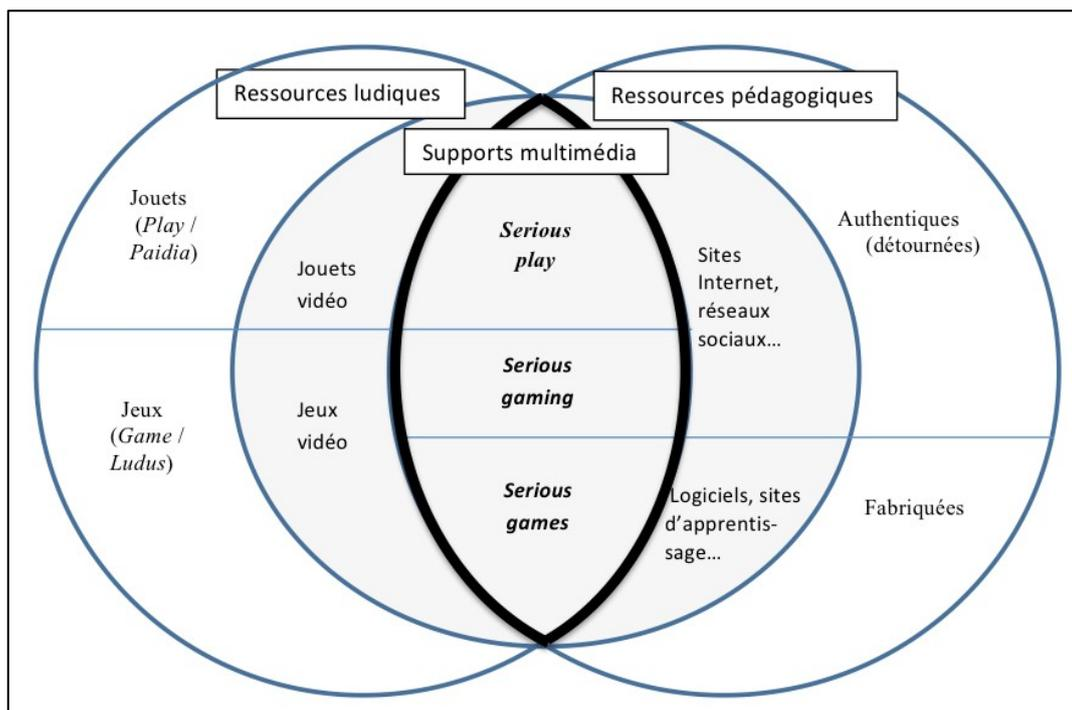 Ressources ludiques
Ressources pédagogiques
Supports multimédia
Jouets
(Play /
Paidia)
Jouets
vidéo
Serious
play
Sites
Internet,
réseaux
sociaux…
Authentiques
(détournées)
Jeux
(Game /
Ludus)
Jeux
vidéo
Serious
gaming
Serious
games
Logiciels, sites
d’apprentis-
sage…
Fabriquées